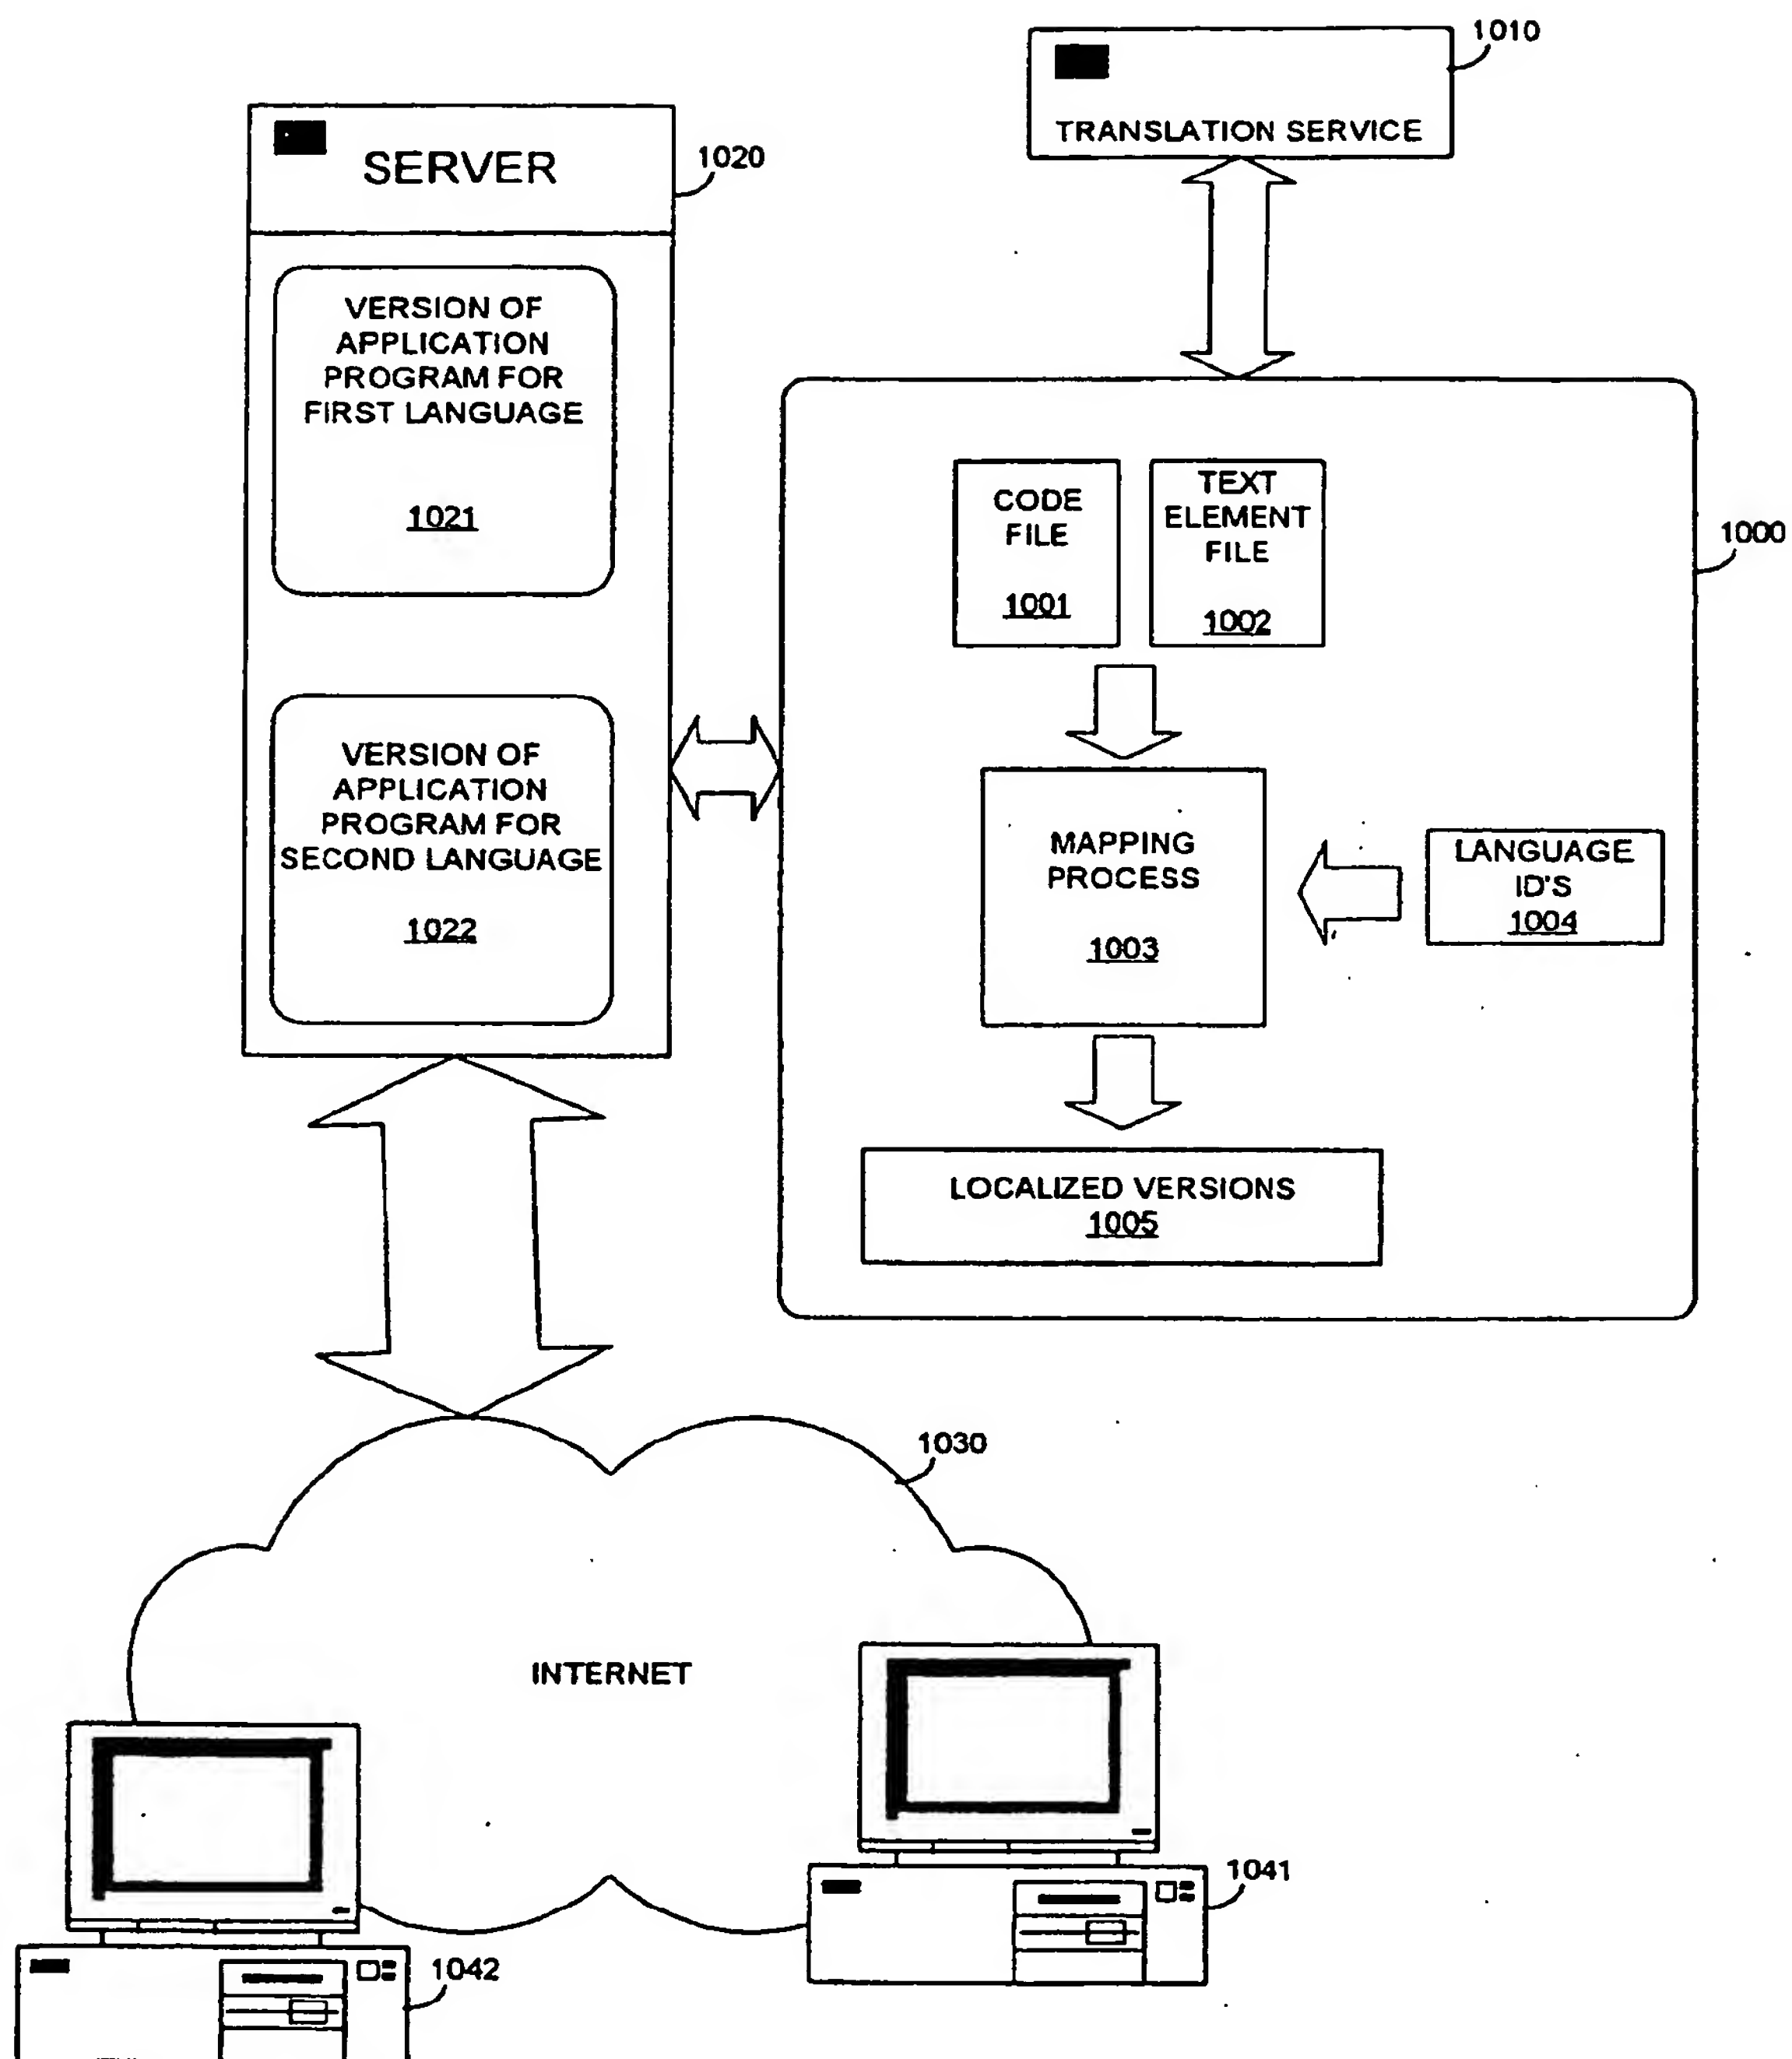 1010
TRANSLATION SERVICE
SERVER
1020
VERSION OF
APPLICATION
PROGRAM FOR
FIRST LANGUAGE
1021
VERSION OF
APPLICATION
PROGRAM FOR
SECOND LANGUAGE
1022
1000
CODE
FILE
1001
TEXT
ELEMENT
FILE
1002
MAPPING
PROCESS
1003
LANGUAGE
ID'S
1004
LOCALIZED VERSIONS
1005
1030
INTERNET
1041
1042